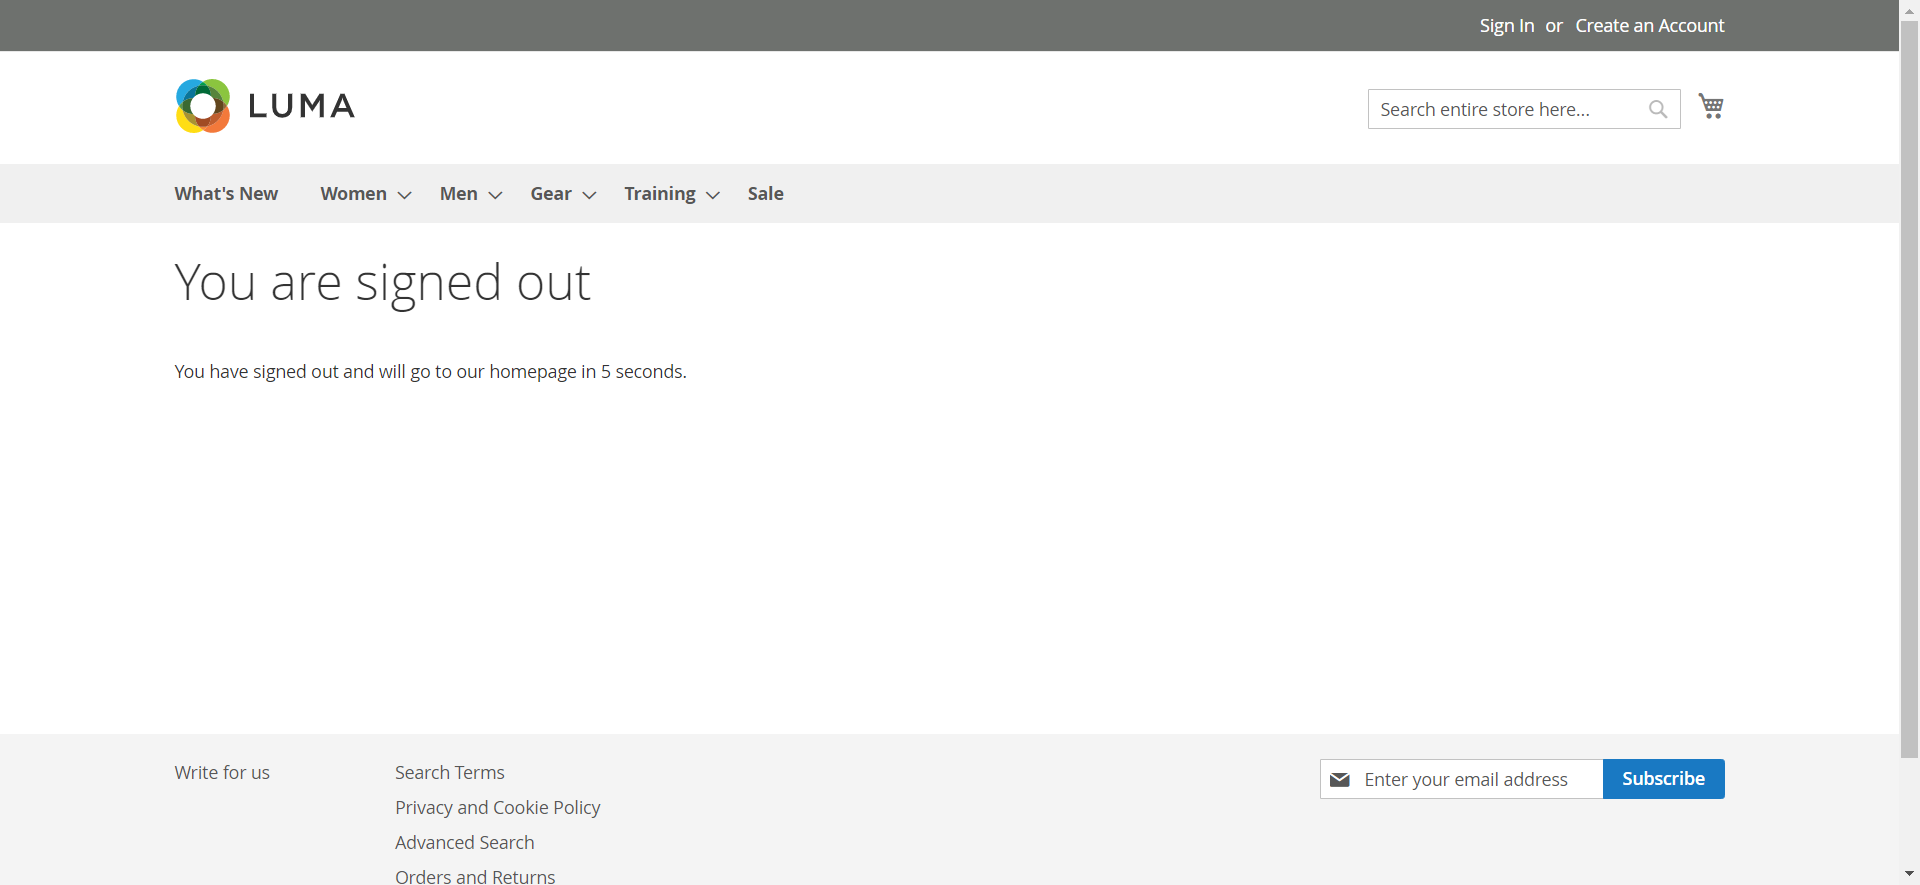 Sign In or Create an Account
LUMA
Search entire store here...
What's New Women Men Gear Training Sale
You are signed out
You have signed out and will go to our homepage in 5 seconds.
Write for us
Search Terms
Privacy and Cookie Policy
Advanced Search
Orders and Returns
Enter your email address Subscribe